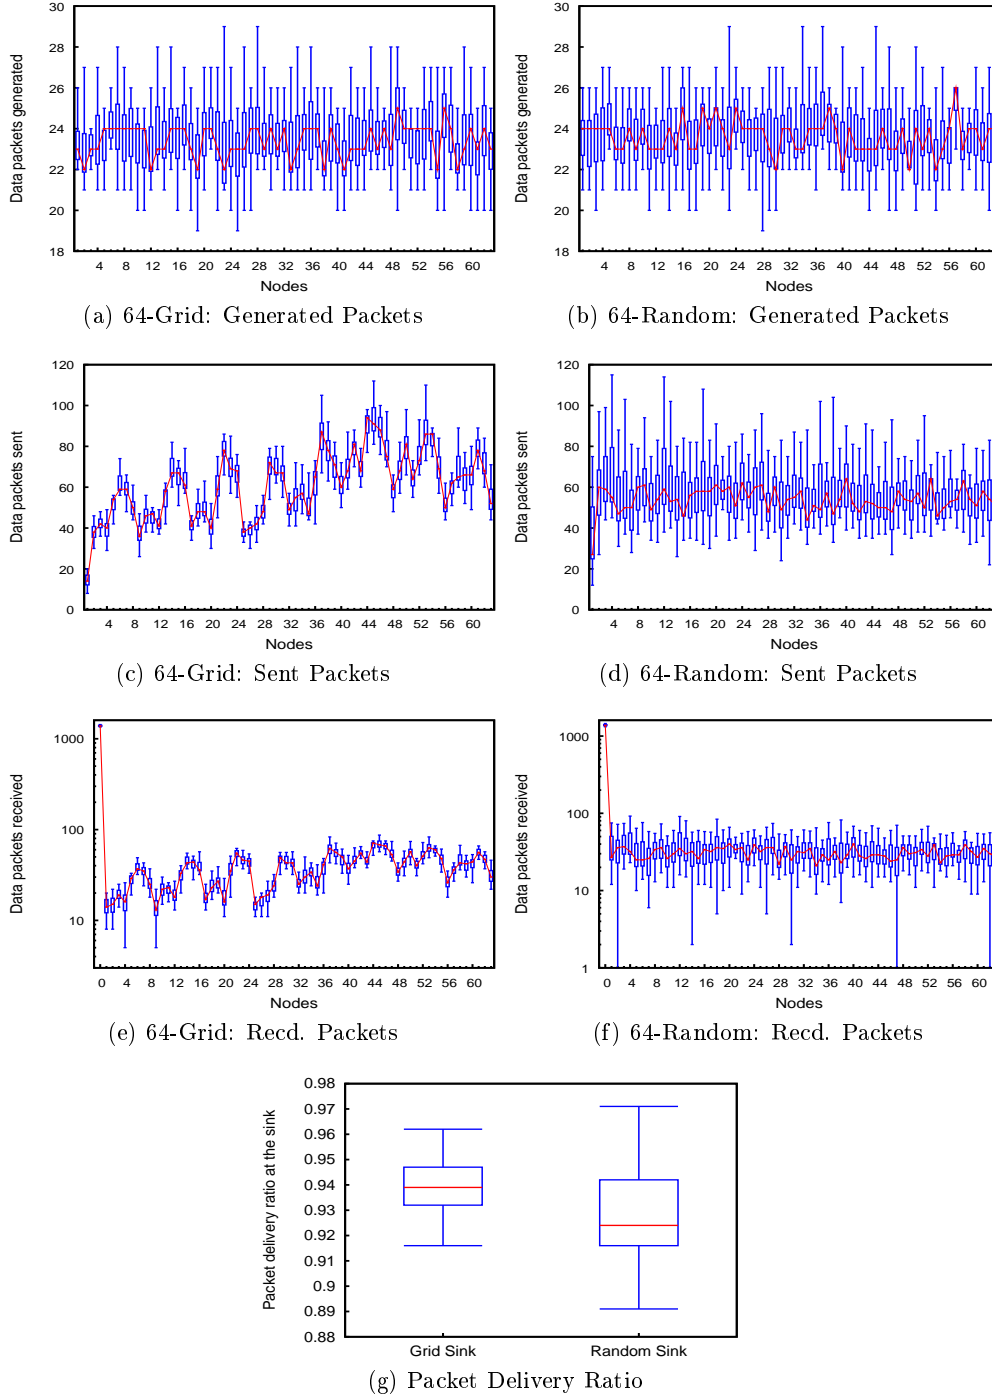 30
28
26
24
22
20
18
Data packets generated
4 8 12 16 20 24 28 32 36 40 44 48 52 56 60
Nodes
(a) 64-Grid: Generated Packets
30
28
26
24
22
20
18
Data packets generated
4 8 12 16 20 24 28 32 36 40 44 48 52 56 60
Nodes
(b) 64-Random: Generated Packets
120
100
80
60
40
20
0
Data packets sent
4 8 12 16 20 24 28 32 36 40 44 48 52 56 60
Nodes
(c) 64-Grid: Sent Packets
120
100
80
60
40
20
0
Data packets sent
4 8 12 16 20 24 28 32 36 40 44 48 52 56 60
Nodes
(d) 64-Random: Sent Packets
1000
100
10
Data packets received
0 4 8 12 16 20 24 28 32 36 40 44 48 52 56 60
Nodes
(e) 64-Grid: Recd. Packets
1000
100
10
1
Data packets received
0 4 8 12 16 20 24 28 32 36 40 44 48 52 56 60
Nodes
(f) 64-Random: Recd. Packets
0.98
0.97
0.96
0.95
0.94
0.93
0.92
0.91
0.9
0.89
0.88
Packet delivery ratio at the sink
Grid Sink Random Sink
(g) Packet Delivery Ratio